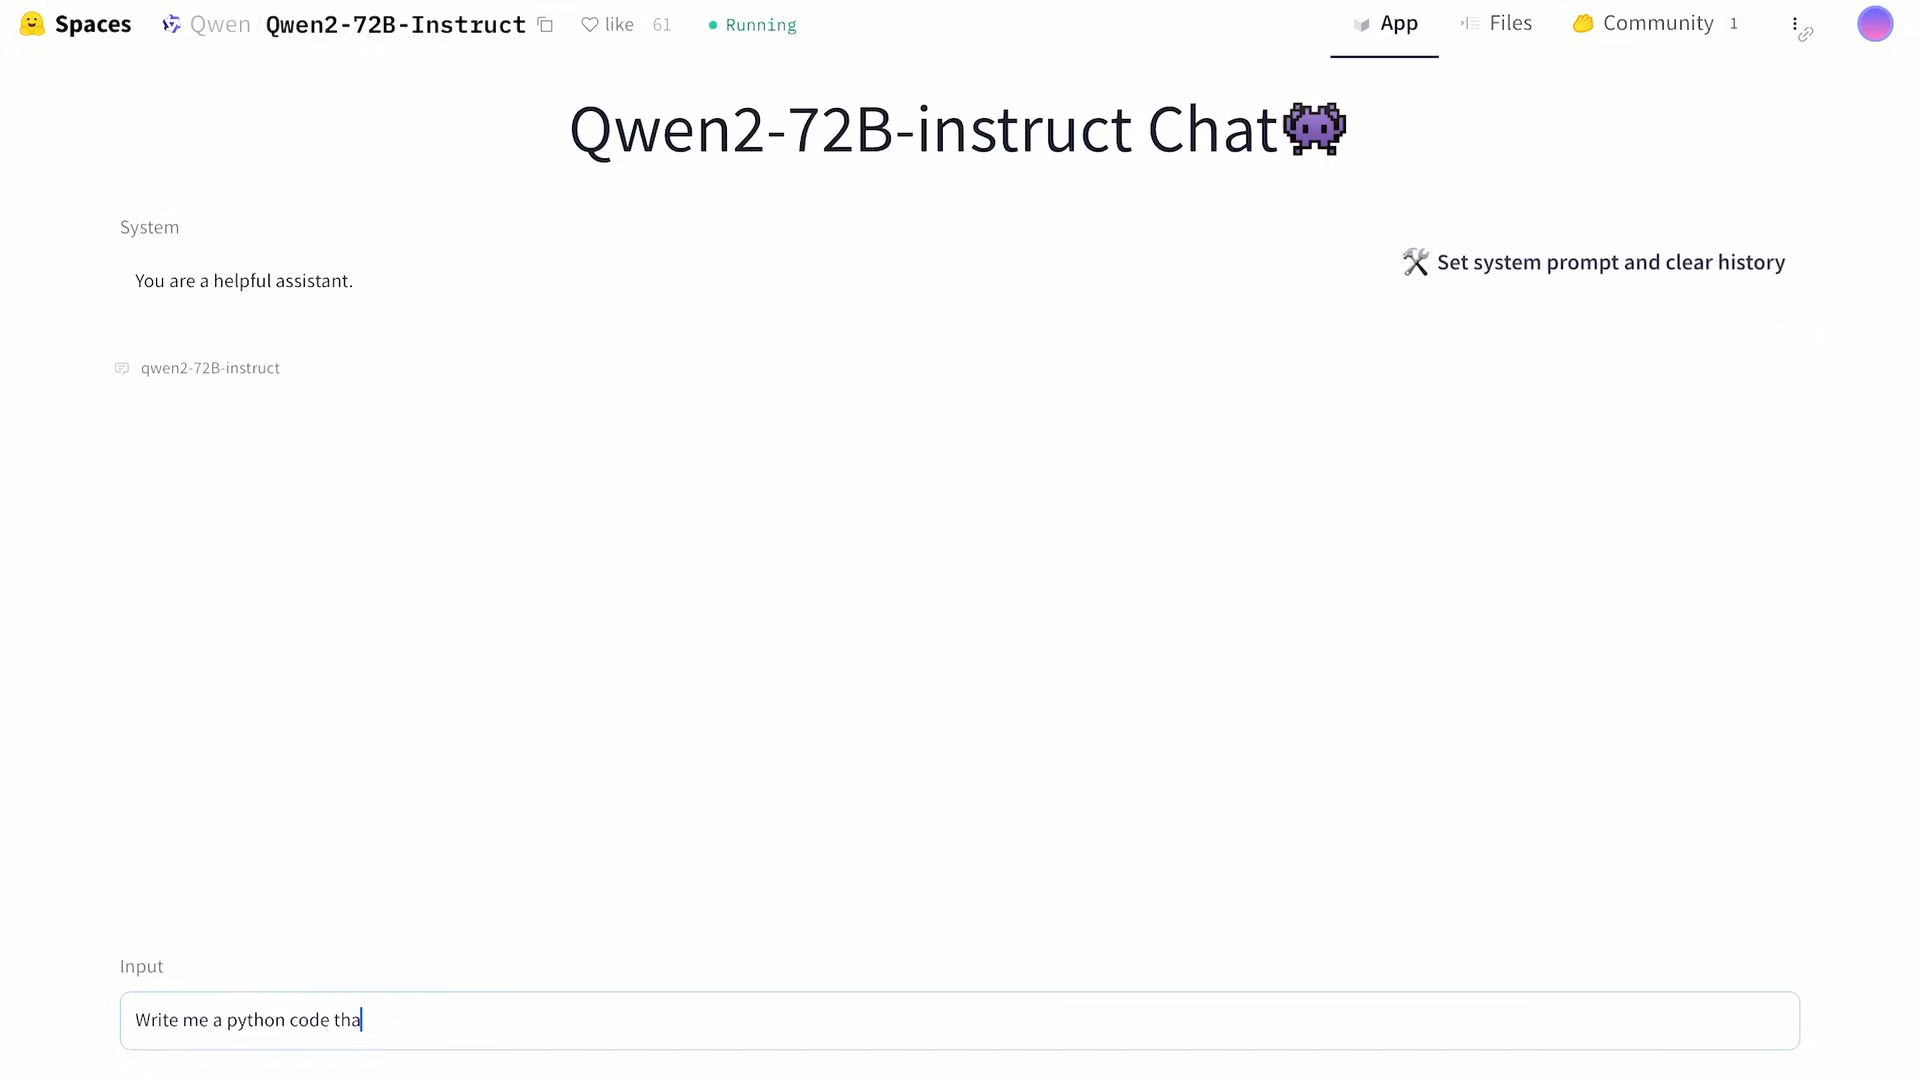 Spaces Qwen Qwen2-72B-Instruct like 61 Running App Files Community 1
Qwen2-72B-instruct Chat
System
You are a helpful assistant.
Set system prompt and clear history
qwen2-72B-instruct
Input
Write me a python code tha